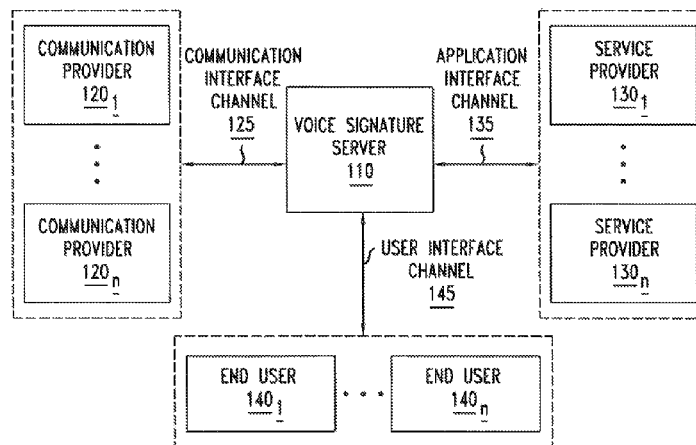 COMMUNICATION
PROVIDER
120 1
COMMUNICATION
PROVIDER
120 n
COMMUNICATION
INTERFACE
CHANNEL
125
VOICE SIGNATURE
SERVER
110
APPLICATION
INTERFACE
CHANNEL
135
SERVICE
PROVIDER
130 1
SERVICE
PROVIDER
130 n
USER INTERFACE
CHANNEL
145
END USER
140 1
END USER
140 n